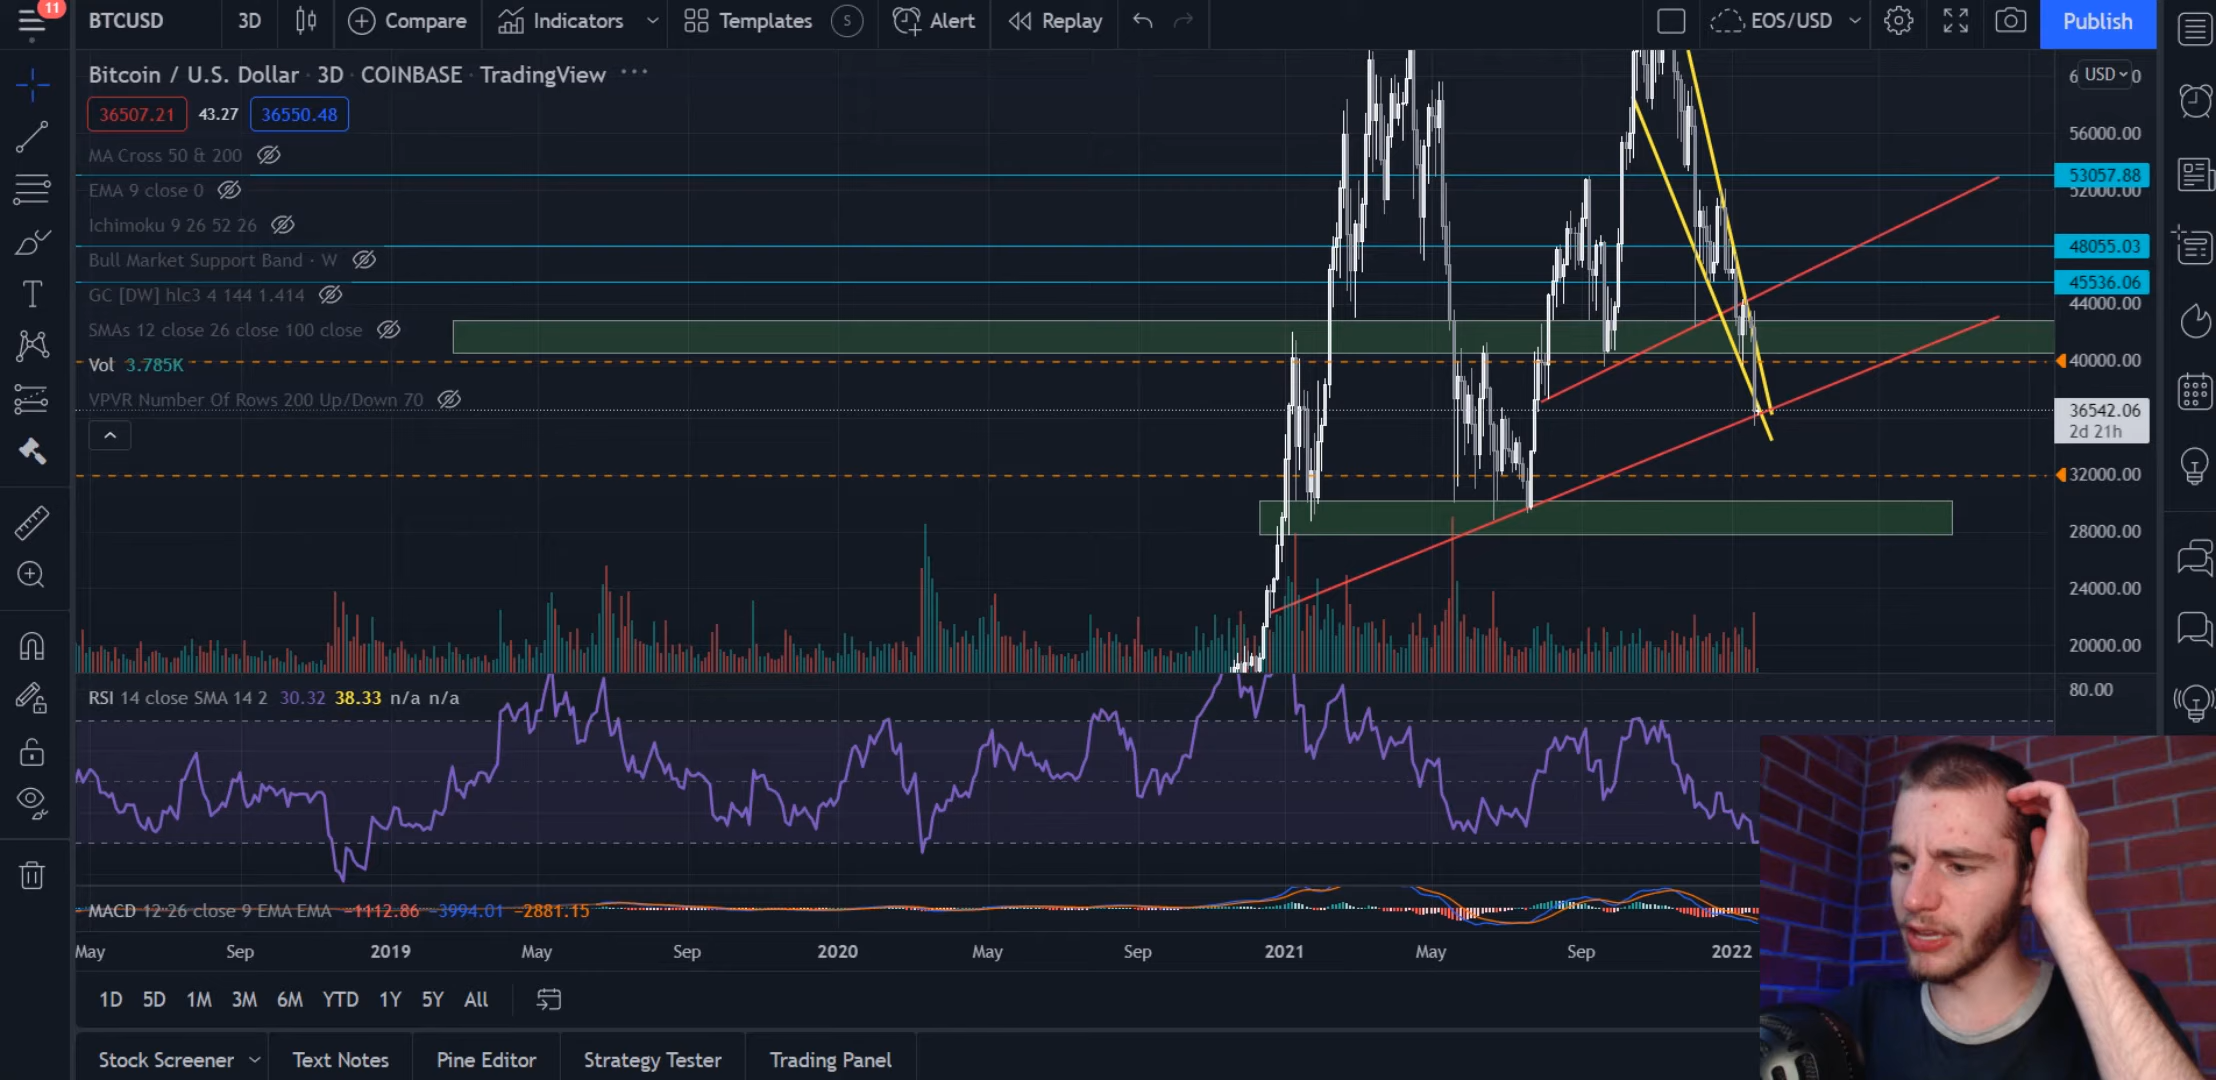 11
BTCUSD 3D Compare Indicators Templates S Alert Replay EOS/USD Publish
Bitcoin / U.S. Dollar · 3D · COINBASE · TradingView ···
36507.21 43.27 36550.48
MA Cross 50 & 200
EMA 9 close 0
Ichimoku 9 26 52 26
Bull Market Support Band · W
GC [DW] hlc3 4 144 1.414
SMAs 12 close 26 close 100 close
Vol 3.785K
VPVR Number Of Rows 200 Up/Down 70
USD
56000.00
53057.88
52000.00
48055.03
45536.06
44000.00
40000.00
36542.06
2d 21h
32000.00
28000.00
24000.00
20000.00
RSI 14 close SMA 14 2 30.32 38.33 n/a n/a
80.00
MACD 12 26 close 9 EMA EMA −1112.86 −3994.01 −2881.15
May Sep 2019 May Sep 2020 May Sep 2021 May Sep 2022
1D 5D 1M 3M 6M YTD 1Y 5Y All
Stock Screener Text Notes Pine Editor Strategy Tester Trading Panel